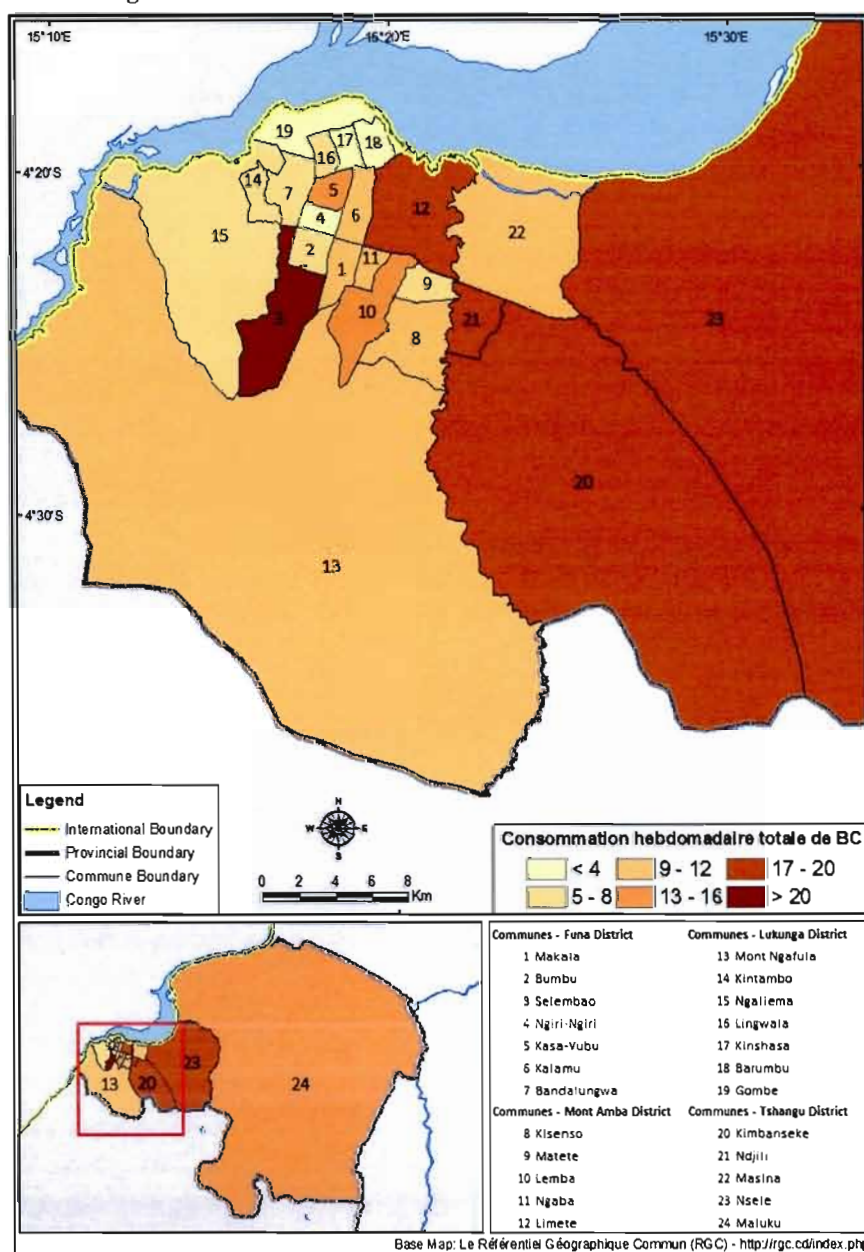 15°10'E 15°20'E 15°30'E
19
17
18
16
4°20'S
14
5
7
12
6
4
22
15
2
11
1
9
3
10
21
23
8
20
4°30'S
13
Legend
International Boundary
Provincial Boundary
Commune Boundary
Congo River
N
W E
S
0 2 4 6 8
Km
Consommation hebdomadaire totale de BC
< 4 9 - 12 17 - 20
5 - 8 13 - 16 > 20
23
13 20
24
Communes - Funa District
1 Makala
2 Bumbu
3 Selembao
4 Ngiri-Ngiri
5 Kasa-Vubu
6 Kalamu
7 Bandalungwa
Communes - Mont Amba District
8 Kisenso
9 Matete
10 Lemba
11 Ngaba
12 Limete
Communes - Lukunga District
13 Mont Ngafula
14 Kintambo
15 Ngaliema
16 Lingwala
17 Kinshasa
18 Barumbu
19 Gombe
Communes - Tshangu District
20 Kimbanseke
21 Ndjili
22 Masina
23 Nsele
24 Maluku
Base Map: Le Référentiel Géographique Commun (RGC) - http://rgc.cd/index.php